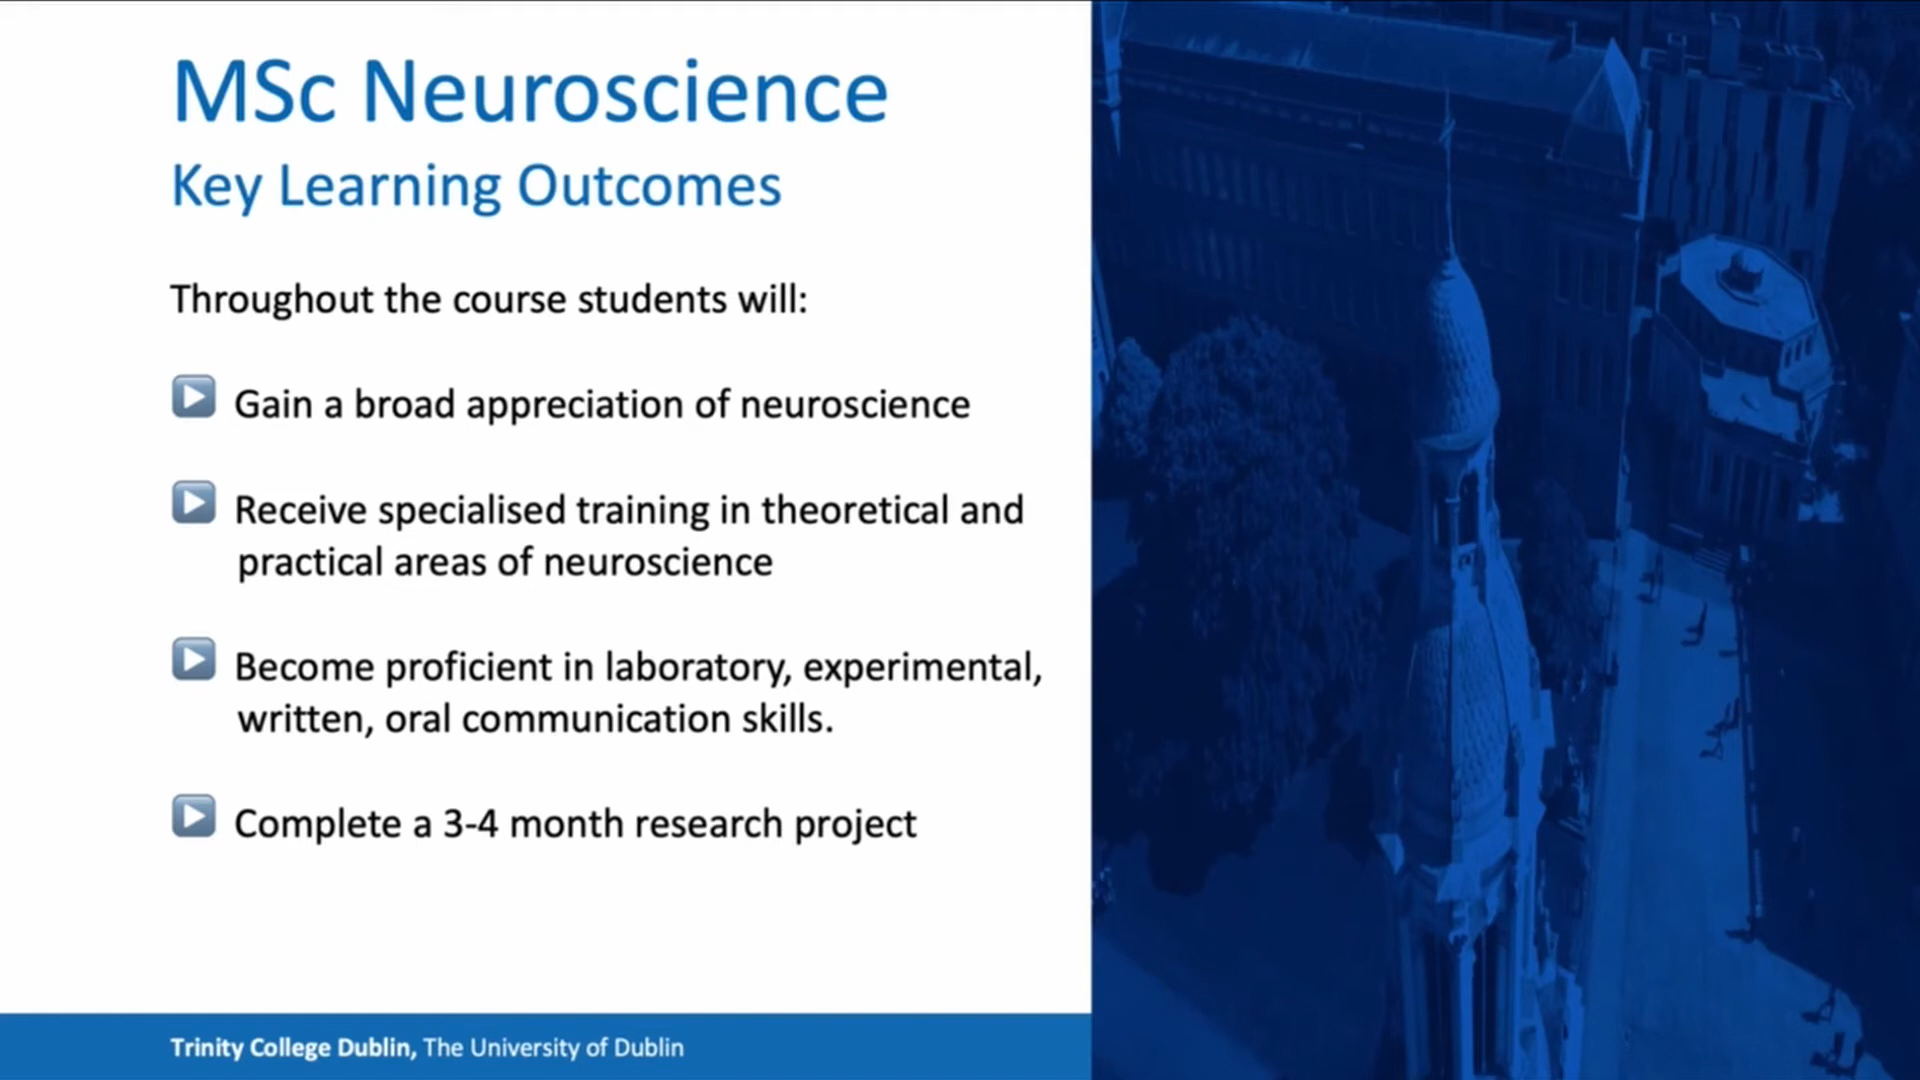 MSc Neuroscience
Key Learning Outcomes
Throughout the course students will:
Gain a broad appreciation of neuroscience
Receive specialised training in theoretical and
practical areas of neuroscience
Become proficient in laboratory, experimental,
written, oral communication skills.
Complete a 3-4 month research project
Trinity College Dublin, The University of Dublin